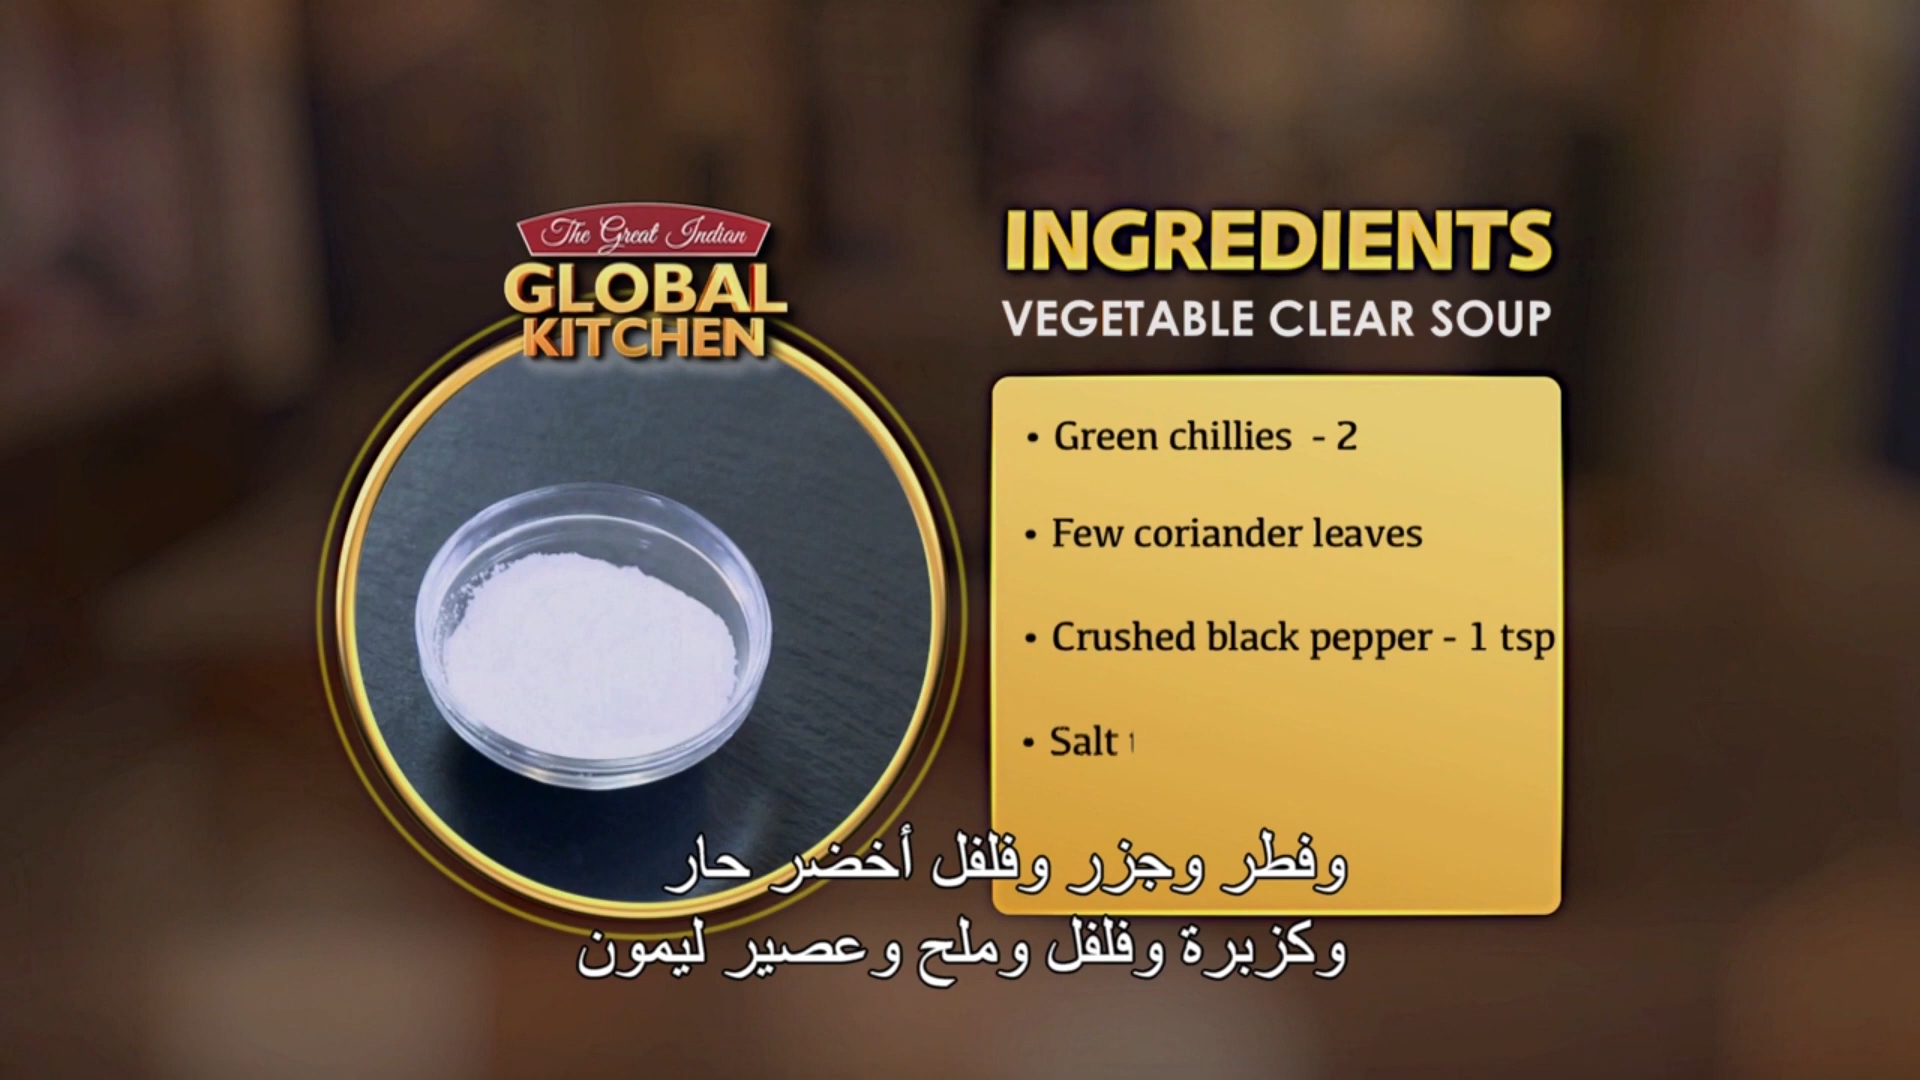 The Great Indian
GLOBAL
KITCHEN
INGREDIENTS
VEGETABLE CLEAR SOUP
• Green chillies - 2
• Few coriander leaves
• Crushed black pepper - 1 tsp
• Salt
وفطر وجزر وفلفل أخضر حار
وكزبرة وفلفل وملح وعصير ليمون